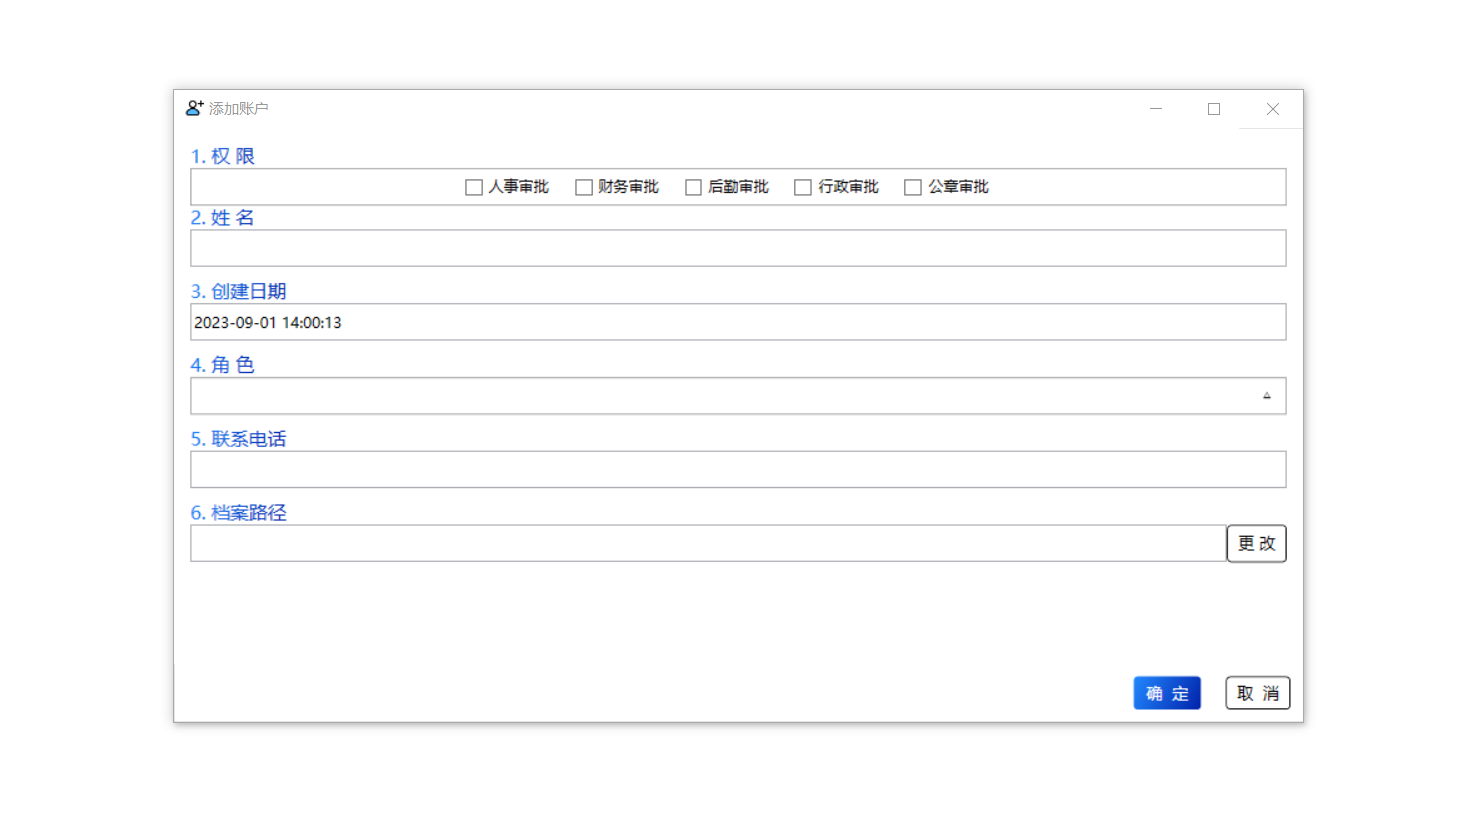 添加账户
1. 权 限
人事审批 财务审批 后勤审批 行政审批 公章审批
2. 姓 名
3. 创建日期
2023-09-01 14:00:13
4. 角 色
5. 联系电话
6. 档案路径
更 改
确 定 取 消